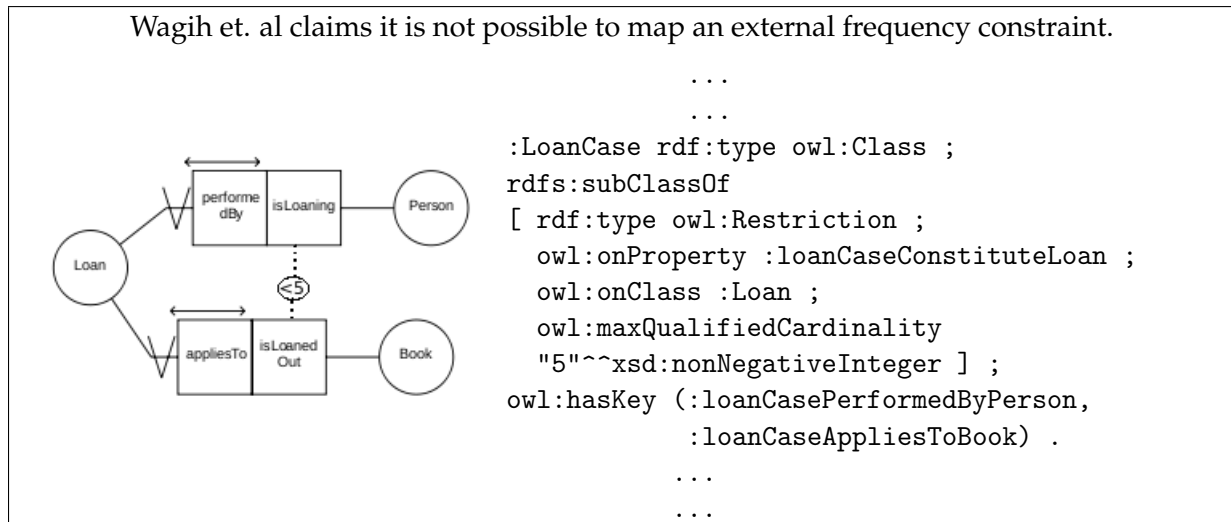 Wagih et. al claims it is not possible to map an external frequency constraint.
...
...
:LoanCase rdf:type owl:Class ;
rdfs:subClassOf
[ rdf:type owl:Restriction ;
owl:onProperty :loanCaseConstituteLoan ;
owl:onClass :Loan ;
owl:maxQualifiedCardinality
"5"^^xsd:nonNegativeInteger ] ;
owl:hasKey (:loanCasePerformedByPerson,
:loanCaseAppliesToBook) .
...
...
performe
dBy
isLoaning
Person
Loan
<5
appliesTo
isLoaned
Out
Book